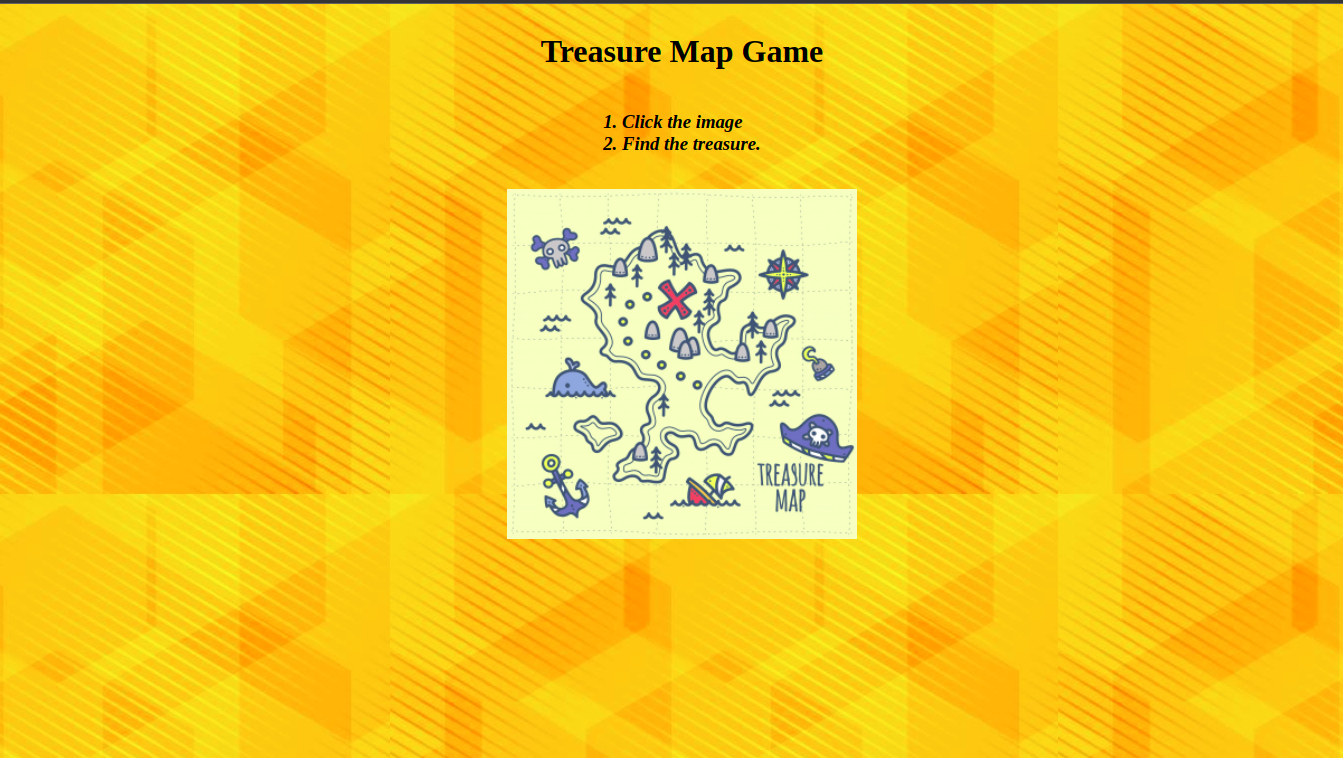 Treasure Map Game
1. Click the image
2. Find the treasure.
TREASURE
MAP